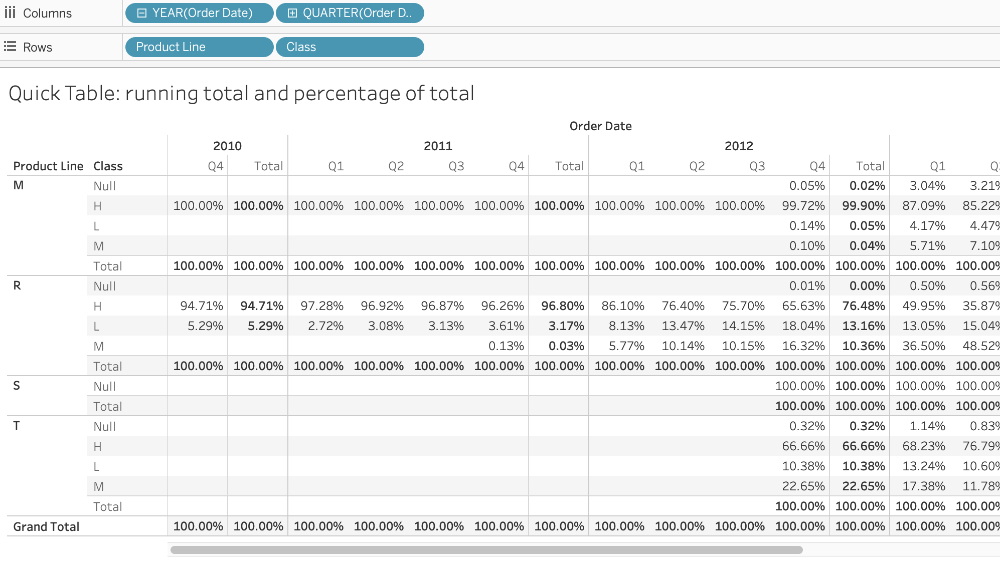 Columns YEAR(Order Date) QUARTER(Order D..
Rows Product Line Class
Quick Table: running total and percentage of total
Order Date
2010 2011 2012
Product Line Class Q4 Total Q1 Q2 Q3 Q4 Total Q1 Q2 Q3 Q4 Total Q1 Q2
M Null 0.05% 0.02% 3.04% 3.21%
H 100.00% 100.00% 100.00% 100.00% 100.00% 100.00% 100.00% 100.00% 100.00% 100.00% 99.72% 99.90% 87.09% 85.22%
L 0.14% 0.05% 4.17% 4.47%
M 0.10% 0.04% 5.71% 7.10%
Total 100.00% 100.00% 100.00% 100.00% 100.00% 100.00% 100.00% 100.00% 100.00% 100.00% 100.00% 100.00% 100.00% 100.00%
R Null 0.01% 0.00% 0.50% 0.56%
H 94.71% 94.71% 97.28% 96.92% 96.87% 96.26% 96.80% 86.10% 76.40% 75.70% 65.63% 76.48% 49.95% 35.87%
L 5.29% 5.29% 2.72% 3.08% 3.13% 3.61% 3.17% 8.13% 13.47% 14.15% 18.04% 13.16% 13.05% 15.04%
M 0.13% 0.03% 5.77% 10.14% 10.15% 16.32% 10.36% 36.50% 48.52%
Total 100.00% 100.00% 100.00% 100.00% 100.00% 100.00% 100.00% 100.00% 100.00% 100.00% 100.00% 100.00% 100.00% 100.00%
S Null 100.00% 100.00% 100.00% 100.00%
Total 100.00% 100.00% 100.00% 100.00%
T Null 0.32% 0.32% 1.14% 0.83%
H 66.66% 66.66% 68.23% 76.79%
L 10.38% 10.38% 13.24% 10.60%
M 22.65% 22.65% 17.38% 11.78%
Total 100.00% 100.00% 100.00% 100.00%
Grand Total 100.00% 100.00% 100.00% 100.00% 100.00% 100.00% 100.00% 100.00% 100.00% 100.00% 100.00% 100.00% 100.00% 100.00%